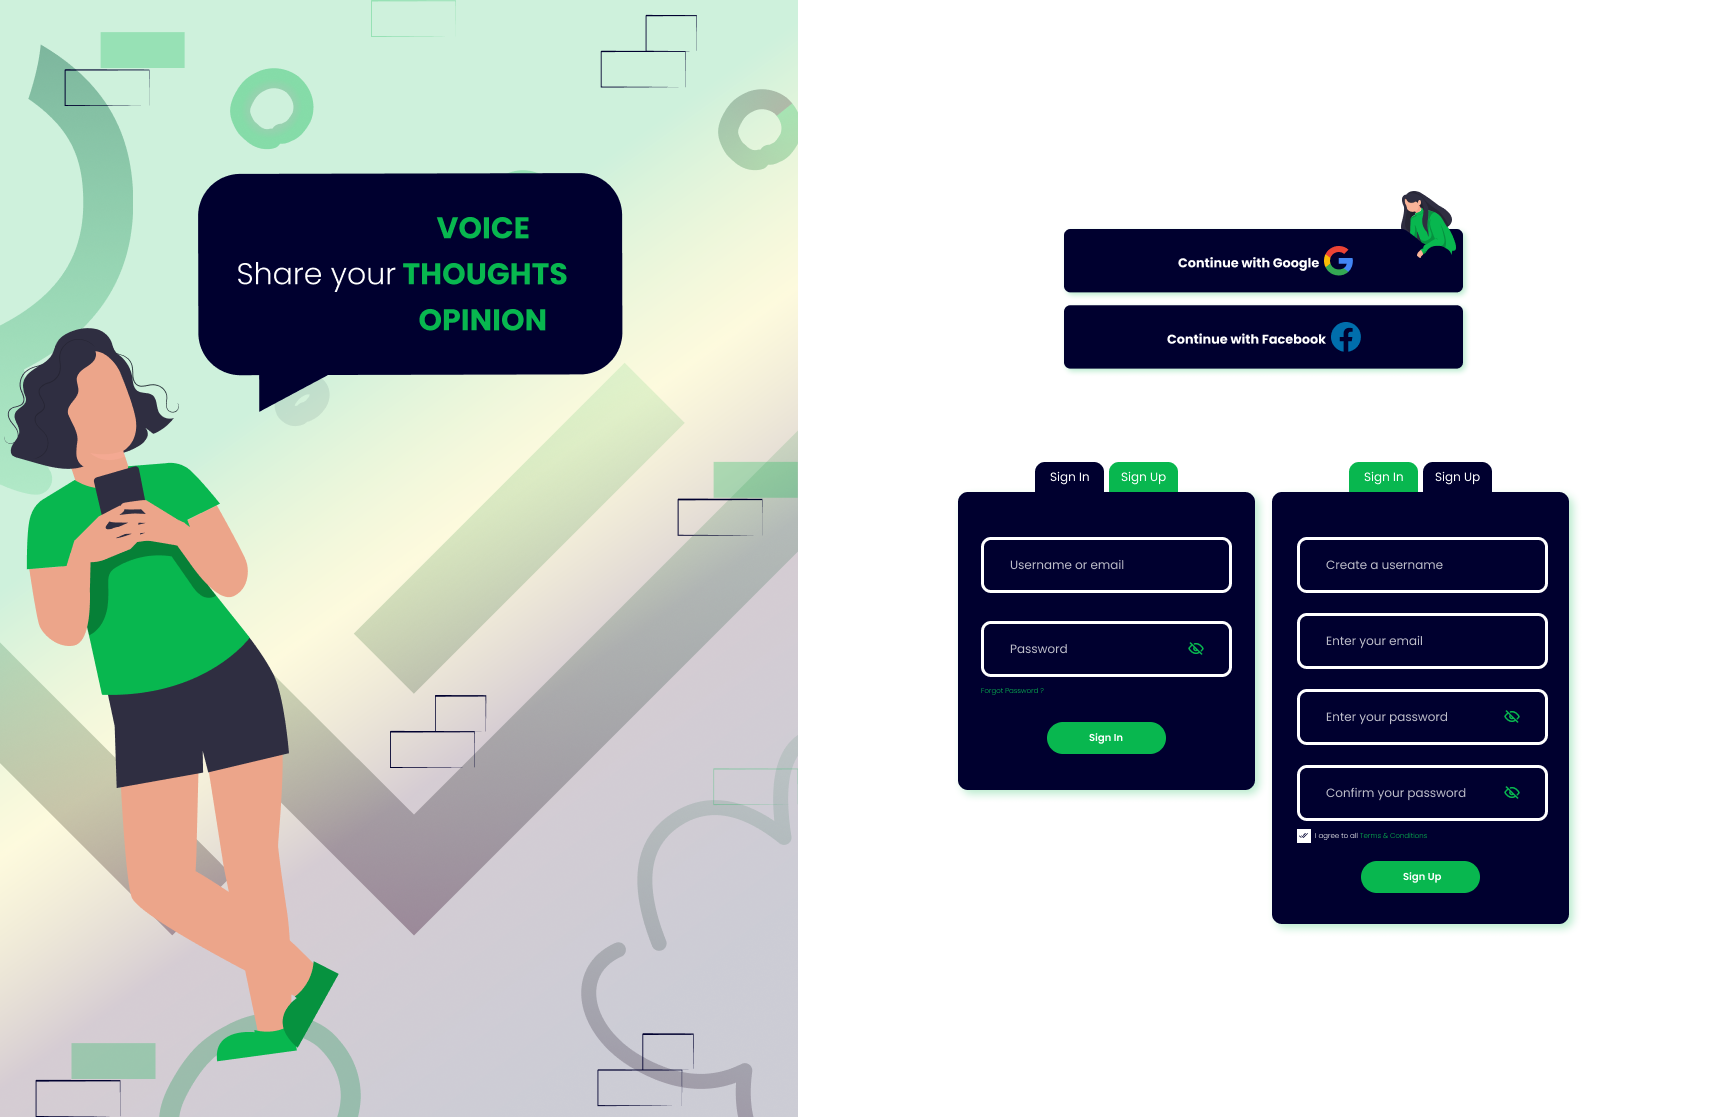 VOICE
Share your THOUGHTS
OPINION
Continue with Google
Continue with Facebook
Sign In
Sign Up
Username or email
Password
Forgot Password ?
Sign In
Sign In
Sign Up
Create a username
Enter your email
Enter your password
Confirm your password
I agree to all Terms & Conditions
Sign Up